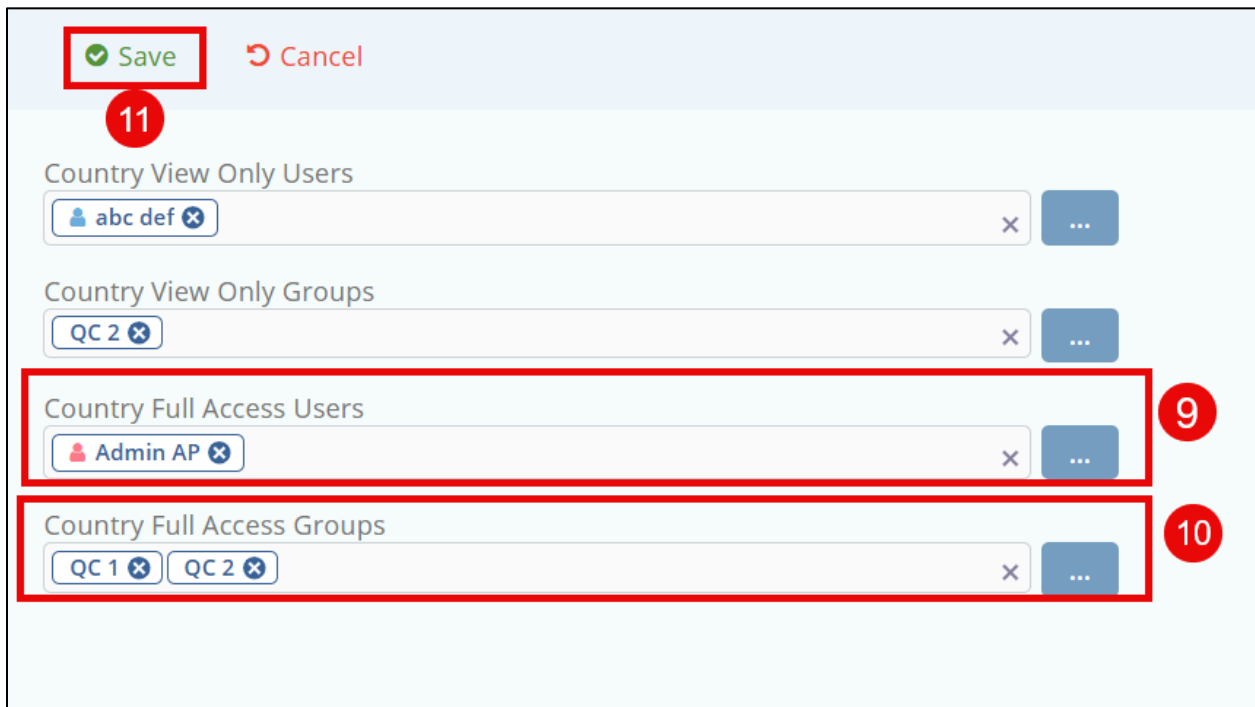 Save Cancel
11
Country View Only Users
abc def
...
Country View Only Groups
QC 2
...
Country Full Access Users
9
Admin AP
...
Country Full Access Groups
10
QC 1 QC 2
...